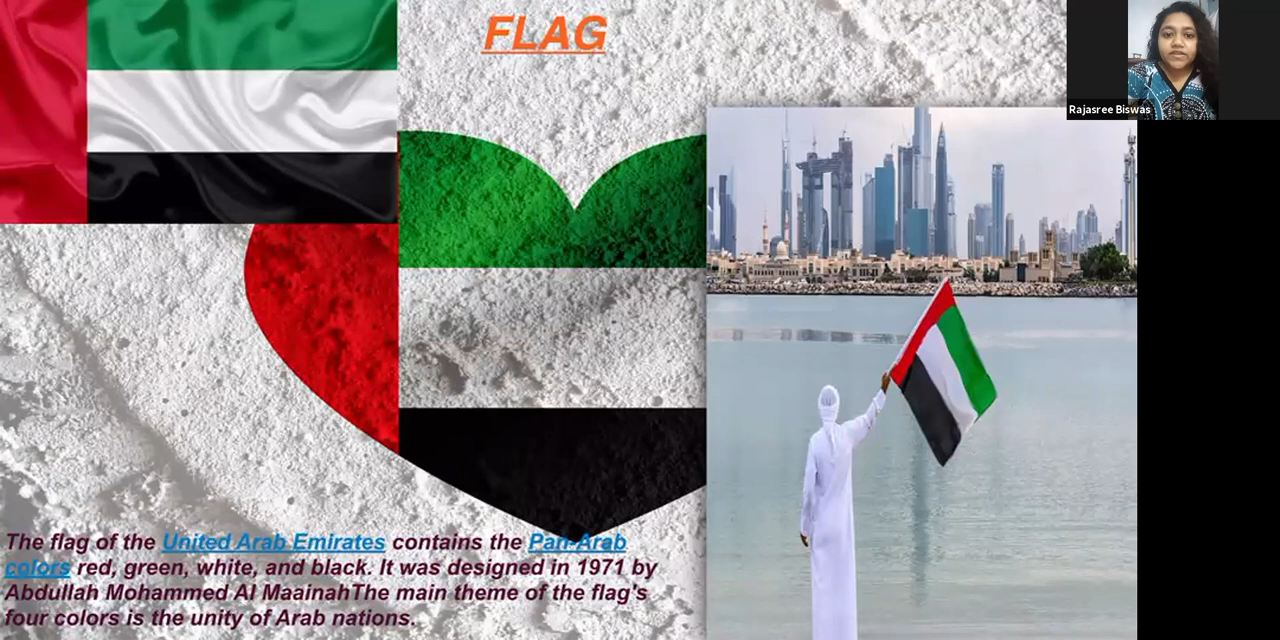 FLAG
Rajasree Biswas
The flag of the United Arab Emirates contains the Pan-Arab
colors red, green, white, and black. It was designed in 1971 by
Abdullah Mohammed Al MaainahThe main theme of the flag's
four colors is the unity of Arab nations.